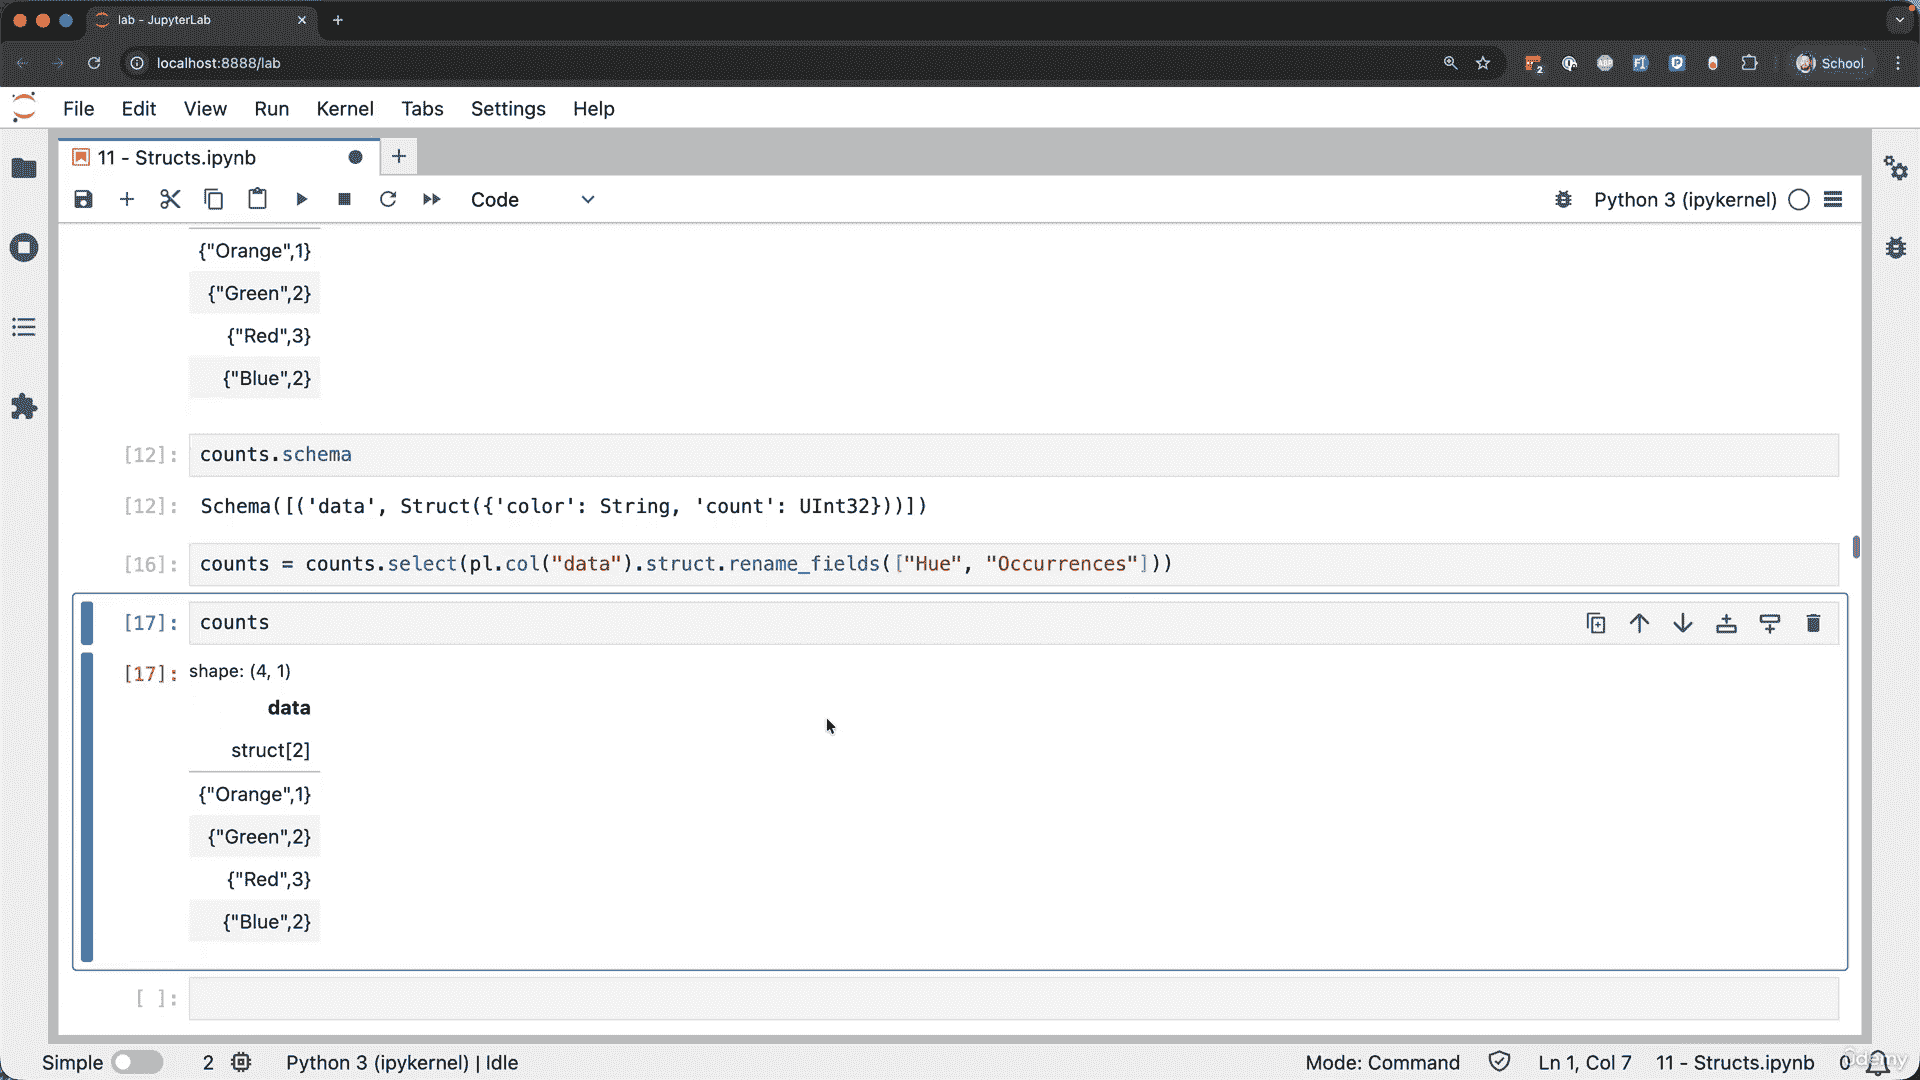 lab - JupyterLab
localhost:8888/lab
2
ABP
School
File Edit View Run Kernel Tabs Settings Help
11 - Structs.ipynb
Code
Python 3 (ipykernel)
{"Orange",1}
{"Green",2}
{"Red",3}
{"Blue",2}
[12]: counts.schema
[12]: Schema([('data', Struct({'color': String, 'count': UInt32}))])
[16]: counts = counts.select(pl.col("data").struct.rename_fields(["Hue", "Occurrences"]))
[17]: counts
[17]: shape: (4, 1)
data
struct[2]
{"Orange",1}
{"Green",2}
{"Red",3}
{"Blue",2}
[ ]:
Simple 2 Python 3 (ipykernel) | Idle Mode: Command Ln 1, Col 7 11 - Structs.ipynb 0
Udemy